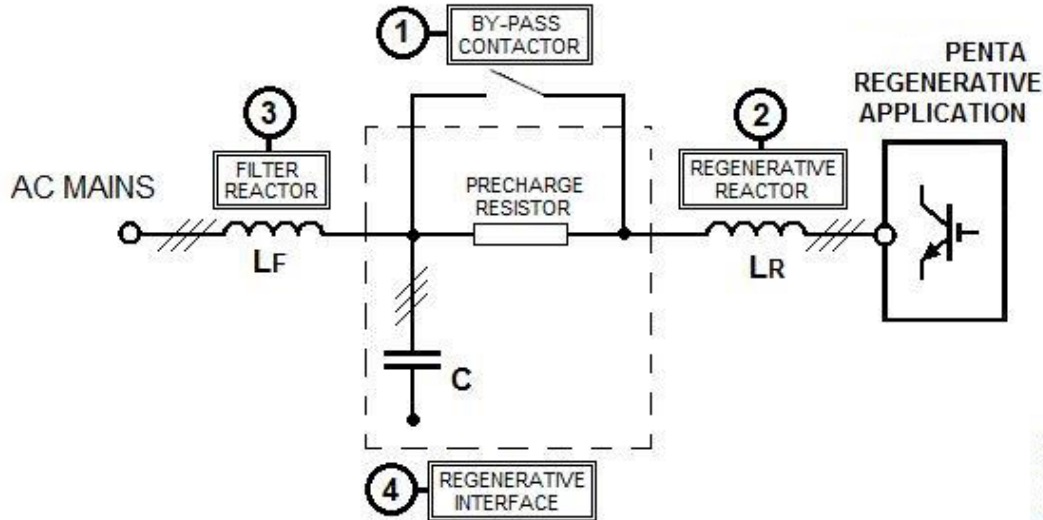 1
BY-PASS
CONTACTOR
PENTA
REGENERATIVE
APPLICATION
3
FILTER
REACTOR
2
REGENERATIVE
REACTOR
AC MAINS
PRECHARGE
RESISTOR
LF
LR
C
4
REGENERATIVE
INTERFACE